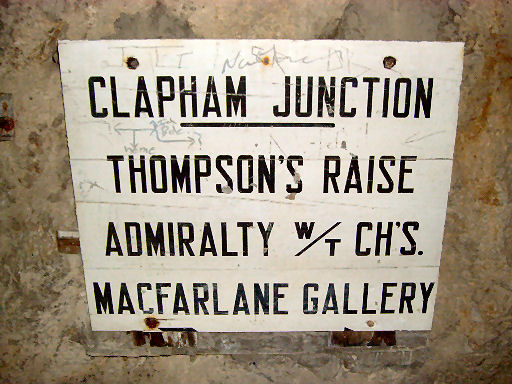 CLAPHAM JUNCTION
THOMPSON'S RAISE
ADMIRALTY W/T CH'S.
MACFARLANE GALLERY